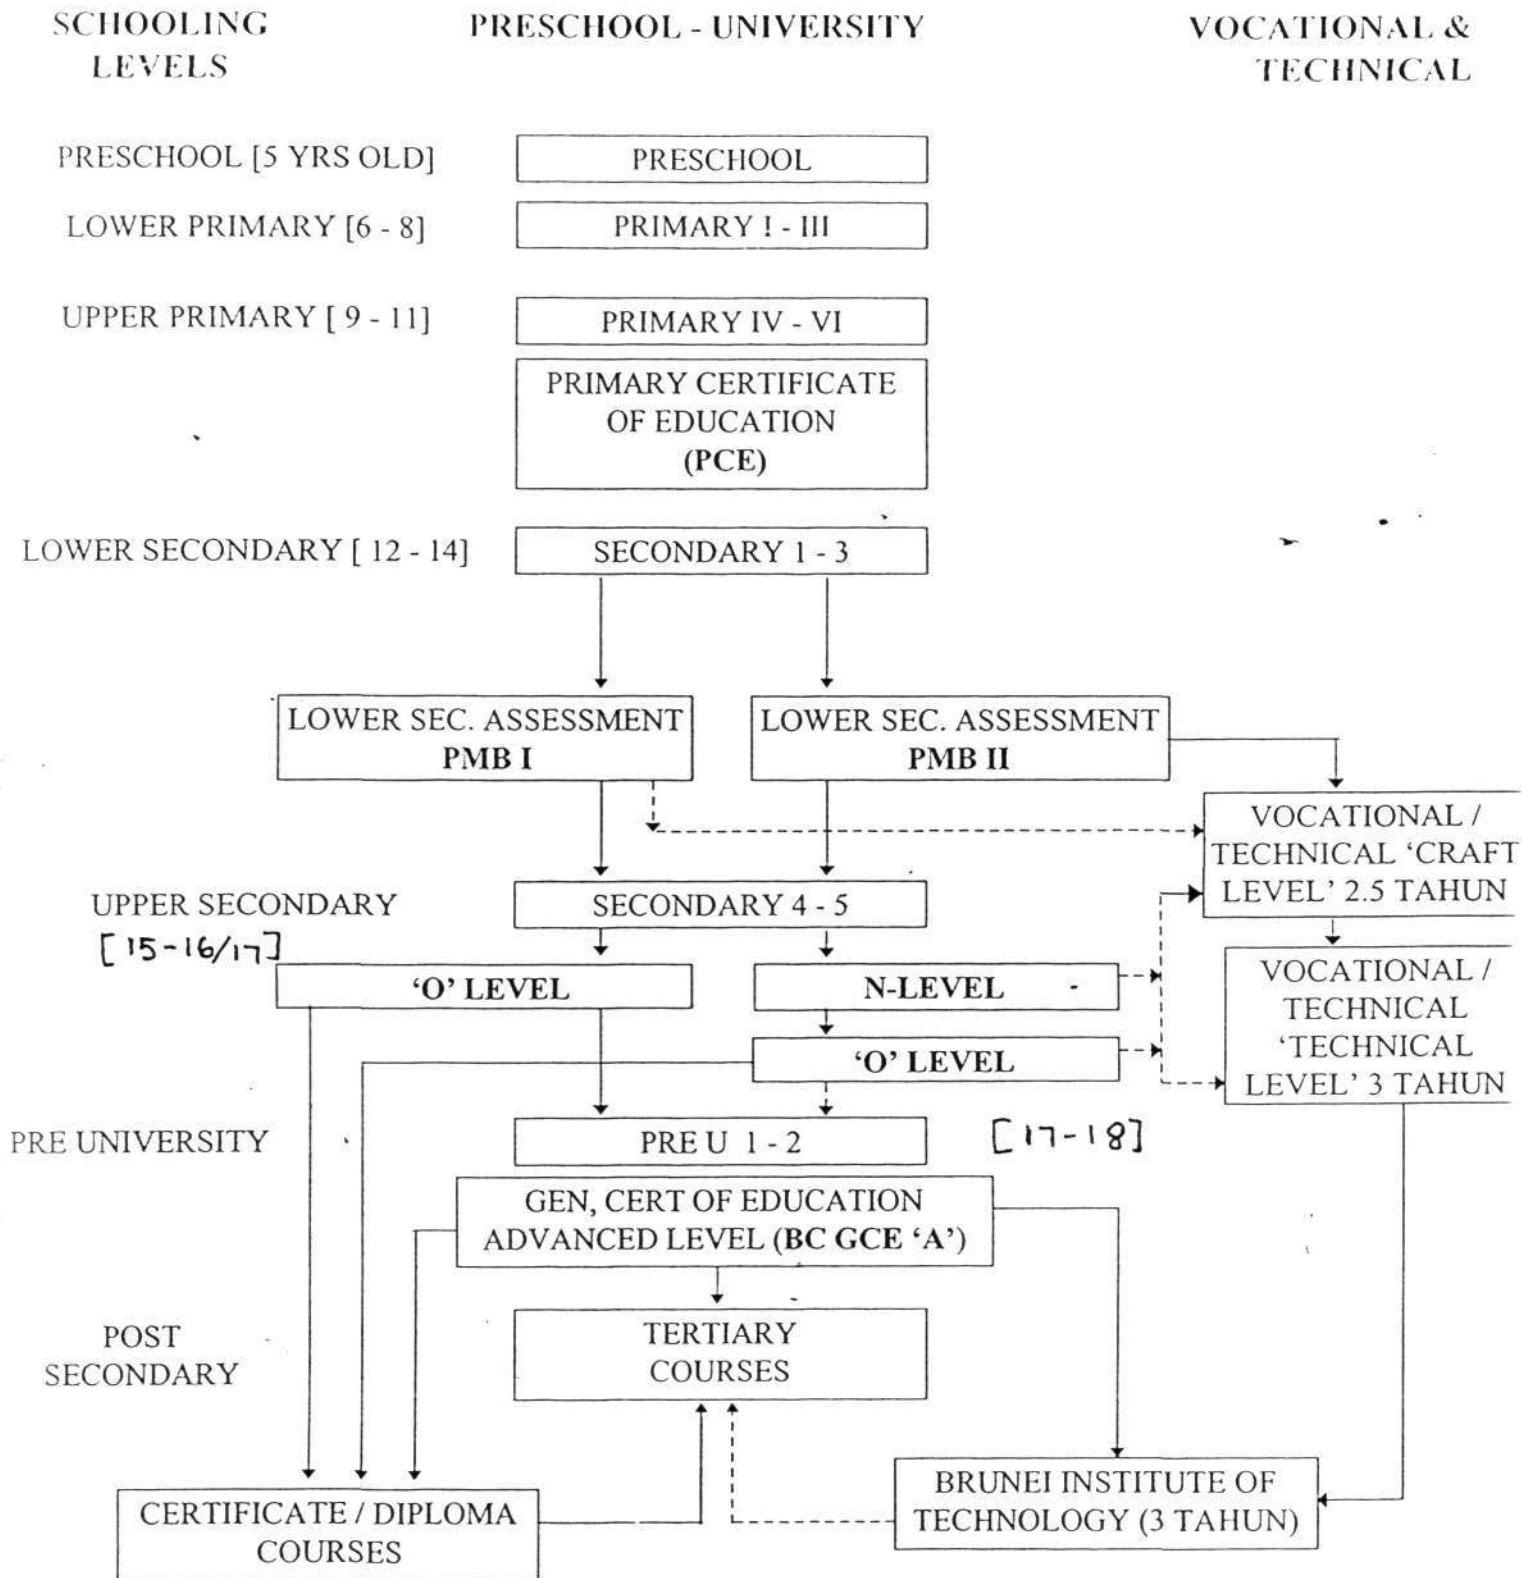 SCHOOLING
LEVELS
PRESCHOOL - UNIVERSITY
VOCATIONAL &
TECHNICAL
PRESCHOOL [5 YRS OLD]
PRESCHOOL
LOWER PRIMARY [6 - 8]
PRIMARY I - III
UPPER PRIMARY [ 9 - 11]
PRIMARY IV - VI
PRIMARY CERTIFICATE
OF EDUCATION
(PCE)
LOWER SECONDARY [ 12 - 14]
SECONDARY 1 - 3
LOWER SEC. ASSESSMENT
PMB I
LOWER SEC. ASSESSMENT
PMB II
VOCATIONAL /
TECHNICAL ‘CRAFT
LEVEL’ 2.5 TAHUN
UPPER SECONDARY
[15-16/17]
SECONDARY 4 - 5
‘O’ LEVEL
N-LEVEL
‘O’ LEVEL
VOCATIONAL /
TECHNICAL
‘TECHNICAL
LEVEL’ 3 TAHUN
PRE UNIVERSITY
PRE U 1 - 2
[17-18]
GEN, CERT OF EDUCATION
ADVANCED LEVEL (BC GCE ‘A’)
POST
SECONDARY
TERTIARY
COURSES
CERTIFICATE / DIPLOMA
COURSES
BRUNEI INSTITUTE OF
TECHNOLOGY (3 TAHUN)